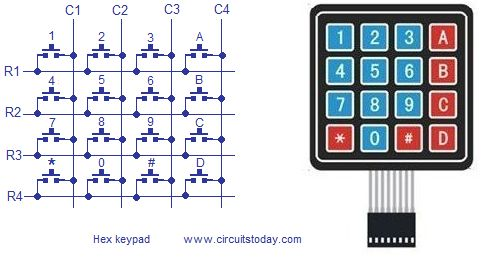 C1 C2 C3 C4
1 2 3 A
R1
4 5 6 B
R2
7 8 9 C
R3
* 0 # D
R4
Hex keypad www.circuitstoday.com
1 2 3 A
4 5 6 B
7 8 9 C
* 0 # D